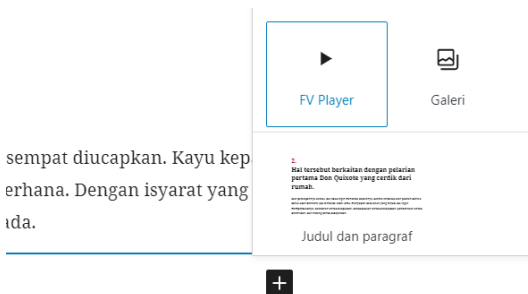 FV Player
Galeri
sempat diucapkan. Kayu kep
erhana. Dengan isyarat yang
ada.
2.
Hal tersebut berkaitan dengan pelarian
pertama Don Quixote yang cerdik dari
rumah.
Judul dan paragraf